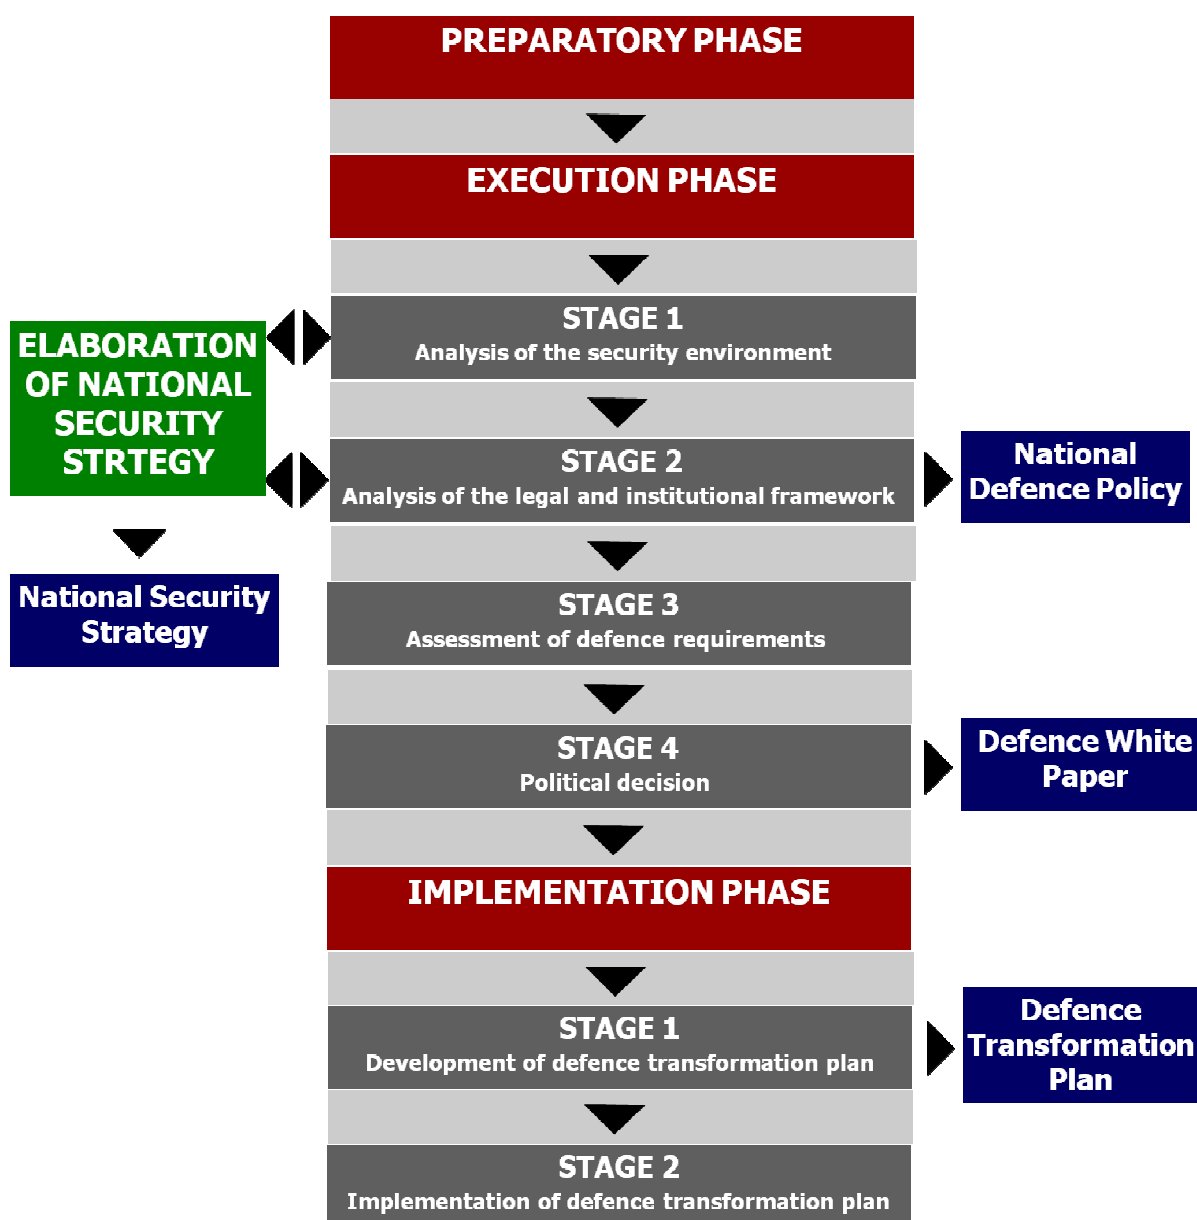 PREPARATORY PHASE
EXECUTION PHASE
STAGE 1
Analysis of the security environment
ELABORATION
OF NATIONAL
SECURITY
STRTEGY
STAGE 2
Analysis of the legal and institutional framework
National
Defence Policy
National Security
Strategy
STAGE 3
Assessment of defence requirements
STAGE 4
Political decision
Defence White
Paper
IMPLEMENTATION PHASE
STAGE 1
Development of defence transformation plan
Defence
Transformation
Plan
STAGE 2
Implementation of defence transformation plan